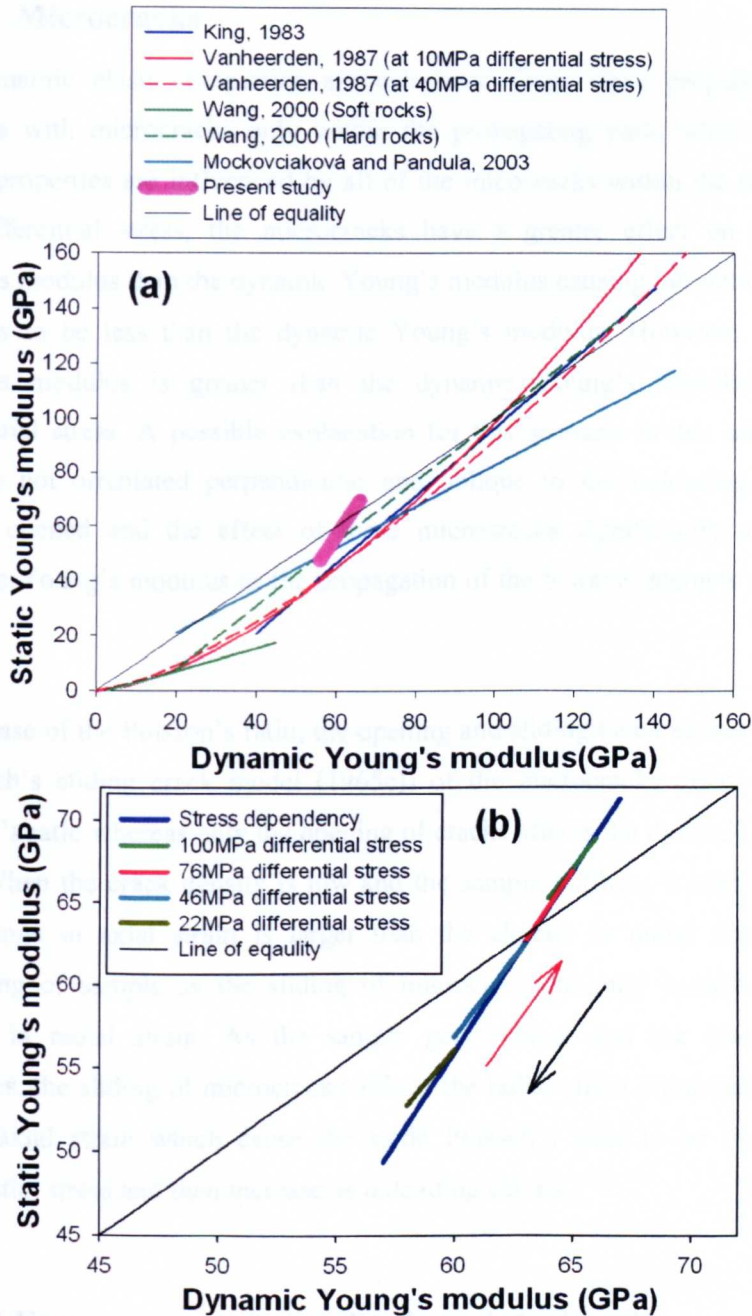 King, 1983
Vanheerden, 1987 (at 10MPa differential stress)
Vanheerden, 1987 (at 40MPa differential stres)
Wang, 2000 (Soft rocks)
Wang, 2000 (Hard rocks)
Mockovciaková and Pandula, 2003
Present study
Line of equality
(a)
Static Young's modulus (GPa)
160
140
120
100
80
60
40
20
0
0 20 40 60 80 100 120 140 160
Dynamic Young's modulus(GPa)
(b)
Stress dependency
100MPa differential stress
76MPa differential stress
46MPa differential stress
22MPa differential stress
Line of eqaulity
Static Young's modulus (GPa)
70
65
60
55
50
45
45 50 55 60 65 70
Dynamic Young's modulus (GPa)